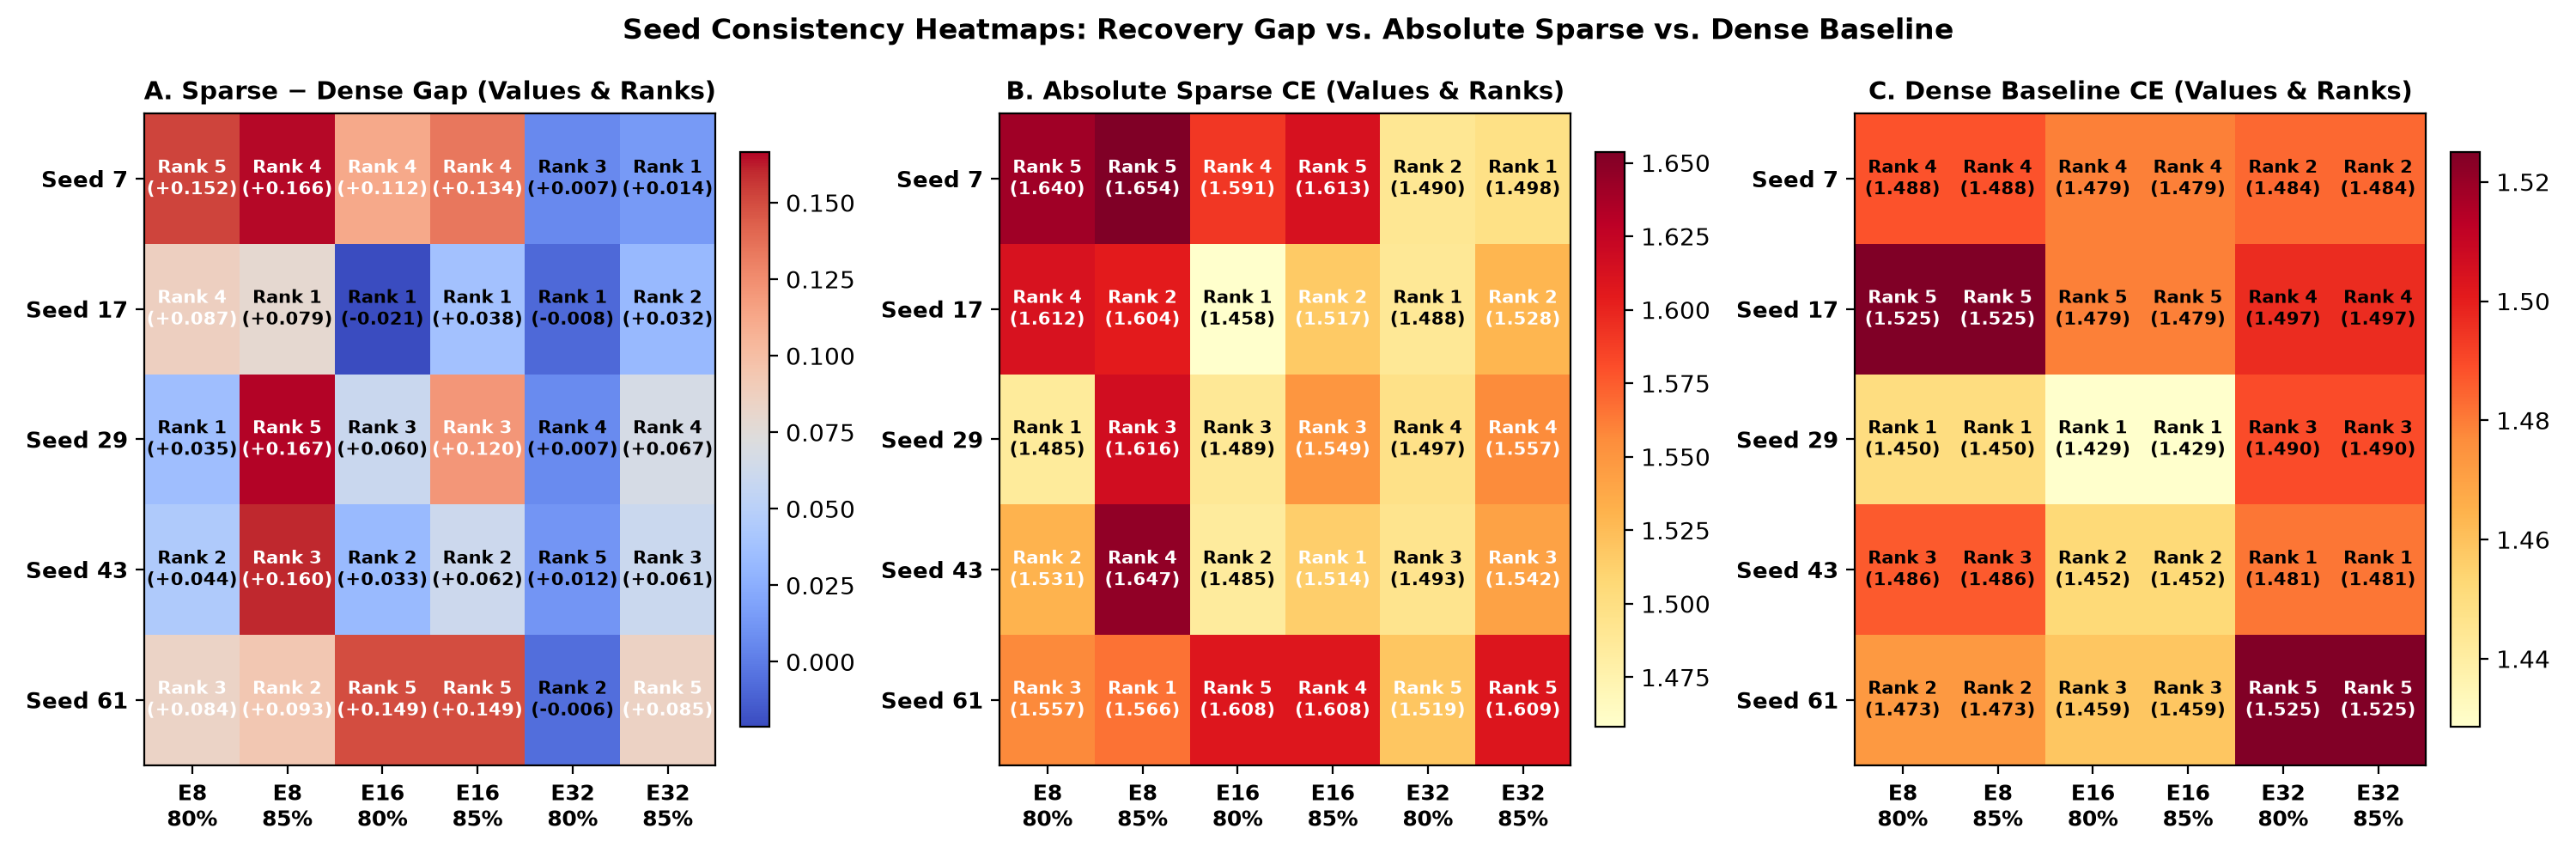 Seed Consistency Heatmaps: Recovery Gap vs. Absolute Sparse vs. Dense Baseline
A. Sparse − Dense Gap (Values & Ranks)
Seed 7
Rank 5 Rank 4 Rank 4 Rank 4 Rank 3 Rank 1
(+0.152) (+0.166) (+0.112) (+0.134) (+0.007) (+0.014)
Seed 17
Rank 4 Rank 1 Rank 1 Rank 1 Rank 1 Rank 2
(+0.087) (+0.079) (-0.021) (+0.038) (-0.008) (+0.032)
Seed 29
Rank 1 Rank 5 Rank 3 Rank 3 Rank 4 Rank 4
(+0.035) (+0.167) (+0.060) (+0.120) (+0.007) (+0.067)
Seed 43
Rank 2 Rank 3 Rank 2 Rank 2 Rank 5 Rank 3
(+0.044) (+0.160) (+0.033) (+0.062) (+0.012) (+0.061)
Seed 61
Rank 3 Rank 2 Rank 5 Rank 5 Rank 2 Rank 5
(+0.084) (+0.093) (+0.149) (+0.149) (-0.006) (+0.085)
E8 E8 E16 E16 E32 E32
80% 85% 80% 85% 80% 85%
0.150
0.125
0.100
0.075
0.050
0.025
0.000
B. Absolute Sparse CE (Values & Ranks)
Seed 7
Rank 5 Rank 5 Rank 4 Rank 5 Rank 2 Rank 1
(1.640) (1.654) (1.591) (1.613) (1.490) (1.498)
Seed 17
Rank 4 Rank 2 Rank 1 Rank 2 Rank 1 Rank 2
(1.612) (1.604) (1.458) (1.517) (1.488) (1.528)
Seed 29
Rank 1 Rank 3 Rank 3 Rank 3 Rank 4 Rank 4
(1.485) (1.616) (1.489) (1.549) (1.497) (1.557)
Seed 43
Rank 2 Rank 4 Rank 2 Rank 1 Rank 3 Rank 3
(1.531) (1.647) (1.485) (1.514) (1.493) (1.542)
Seed 61
Rank 3 Rank 1 Rank 5 Rank 4 Rank 5 Rank 5
(1.557) (1.566) (1.608) (1.608) (1.519) (1.609)
E8 E8 E16 E16 E32 E32
80% 85% 80% 85% 80% 85%
1.650
1.625
1.600
1.575
1.550
1.525
1.500
1.475
C. Dense Baseline CE (Values & Ranks)
Seed 7
Rank 4 Rank 4 Rank 4 Rank 4 Rank 2 Rank 2
(1.488) (1.488) (1.479) (1.479) (1.484) (1.484)
Seed 17
Rank 5 Rank 5 Rank 5 Rank 5 Rank 4 Rank 4
(1.525) (1.525) (1.479) (1.479) (1.497) (1.497)
Seed 29
Rank 1 Rank 1 Rank 1 Rank 1 Rank 3 Rank 3
(1.450) (1.450) (1.429) (1.429) (1.490) (1.490)
Seed 43
Rank 3 Rank 3 Rank 2 Rank 2 Rank 1 Rank 1
(1.486) (1.486) (1.452) (1.452) (1.481) (1.481)
Seed 61
Rank 2 Rank 2 Rank 3 Rank 3 Rank 5 Rank 5
(1.473) (1.473) (1.459) (1.459) (1.525) (1.525)
E8 E8 E16 E16 E32 E32
80% 85% 80% 85% 80% 85%
1.52
1.50
1.48
1.46
1.44